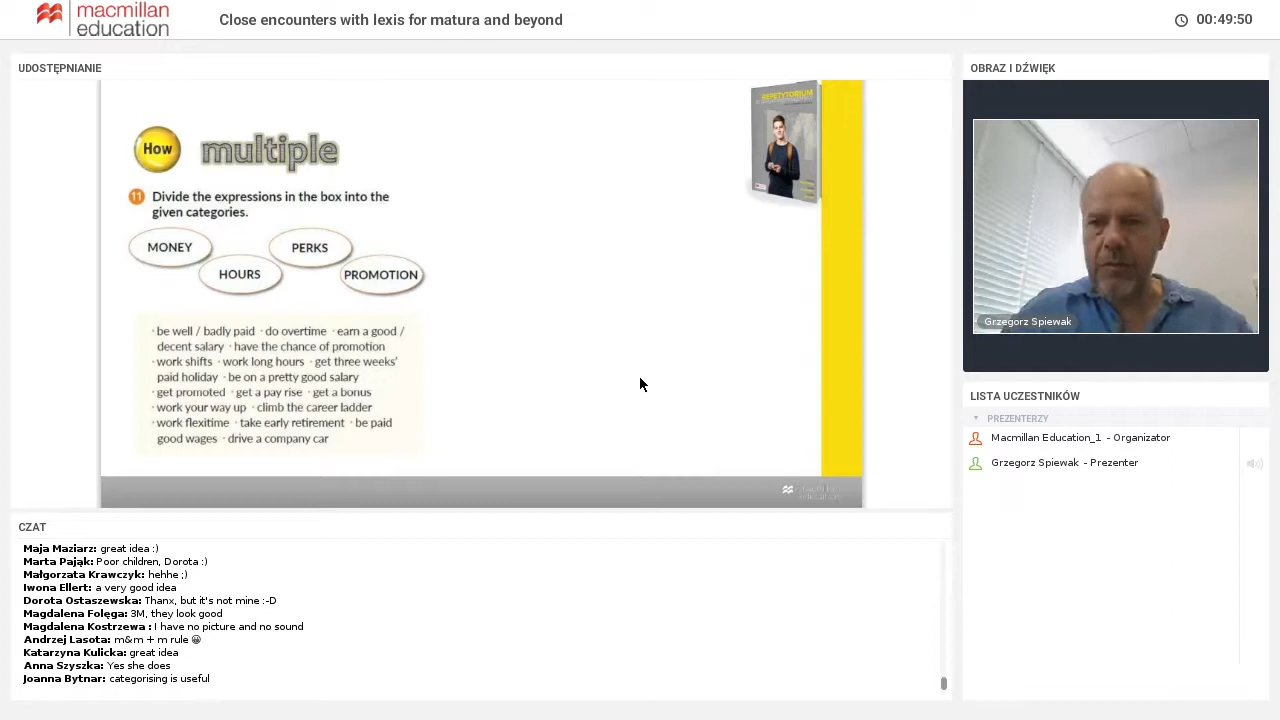 macmillan
education
Close encounters with lexis for matura and beyond
00:49:50
UDOSTĘPNIANIE
REPETYTORIUM
How
multiple
11 Divide the expressions in the box into the
given categories.
MONEY
PERKS
HOURS
PROMOTION
· be well / badly paid · do overtime · earn a good /
decent salary · have the chance of promotion
· work shifts · work long hours · get three weeks'
paid holiday · be on a pretty good salary
· get promoted · get a pay rise · get a bonus
· work your way up · climb the career ladder
· work flexitime · take early retirement · be paid
good wages · drive a company car
OBRAZ I DŹWIĘK
Grzegorz Spiewak
LISTA UCZESTNIKÓW
PREZENTERZY
Macmillan Education_1 - Organizator
Grzegorz Spiewak - Prezenter
CZAT
Maja Maziarz: great idea :)
Marta Pająk: Poor children, Dorota :)
Małgorzata Krawczyk: hehhe ;)
Iwona Ellert: a very good idea
Dorota Ostaszewska: Thanx, but it's not mine :-D
Magdalena Folęga: 3M, they look good
Magdalena Kostrzewa : I have no picture and no sound
Andrzej Lasota: m&m + m rule 😀
Katarzyna Kulicka: great idea
Anna Szyszka: Yes she does
Joanna Bytnar: categorising is useful